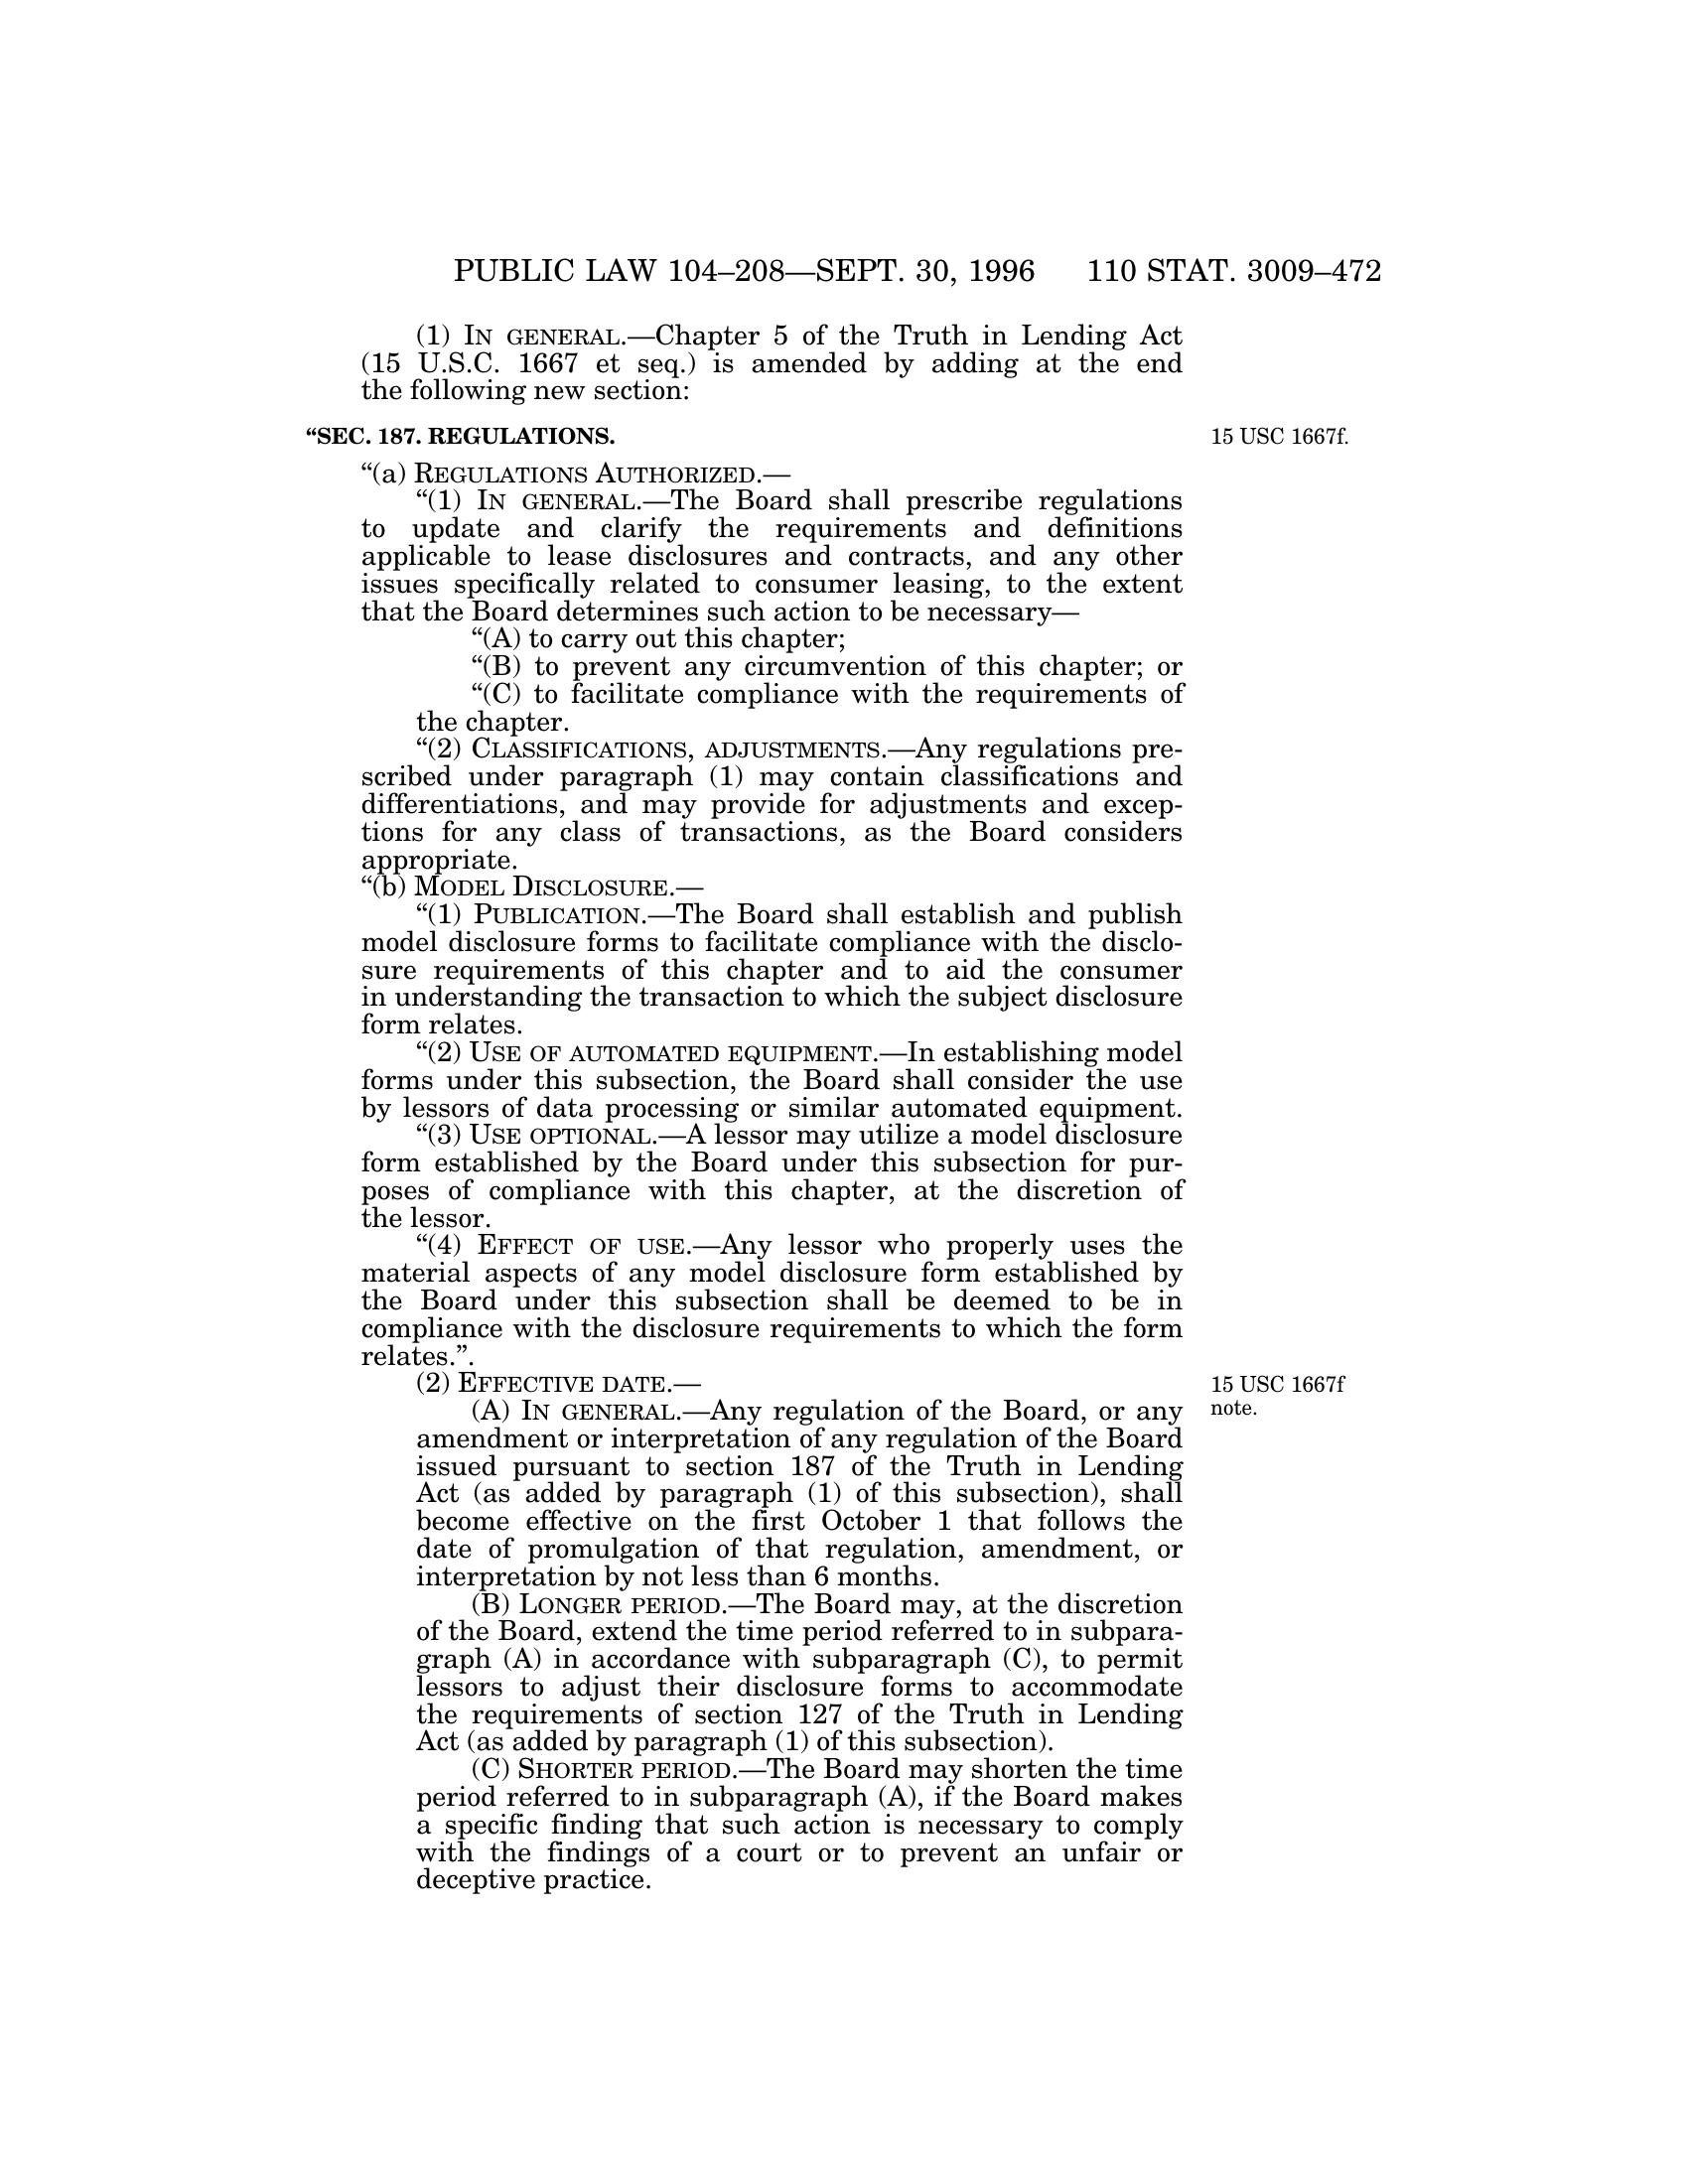 PUBLIC LAW 104–208—SEPT. 30, 1996 110 STAT. 3009–472
(1) IN GENERAL.—Chapter 5 of the Truth in Lending Act
(15 U.S.C. 1667 et seq.) is amended by adding at the end
the following new section:
“SEC. 187. REGULATIONS.
15 USC 1667f.
“(a) REGULATIONS AUTHORIZED.—
“(1) IN GENERAL.—The Board shall prescribe regulations
to update and clarify the requirements and definitions
applicable to lease disclosures and contracts, and any other
issues specifically related to consumer leasing, to the extent
that the Board determines such action to be necessary—
“(A) to carry out this chapter;
“(B) to prevent any circumvention of this chapter; or
“(C) to facilitate compliance with the requirements of
the chapter.
“(2) CLASSIFICATIONS, ADJUSTMENTS.—Any regulations pre-
scribed under paragraph (1) may contain classifications and
differentiations, and may provide for adjustments and excep-
tions for any class of transactions, as the Board considers
appropriate.
“(b) MODEL DISCLOSURE.—
“(1) PUBLICATION.—The Board shall establish and publish
model disclosure forms to facilitate compliance with the disclo-
sure requirements of this chapter and to aid the consumer
in understanding the transaction to which the subject disclosure
form relates.
“(2) USE OF AUTOMATED EQUIPMENT.—In establishing model
forms under this subsection, the Board shall consider the use
by lessors of data processing or similar automated equipment.
“(3) USE OPTIONAL.—A lessor may utilize a model disclosure
form established by the Board under this subsection for pur-
poses of compliance with this chapter, at the discretion of
the lessor.
“(4) EFFECT OF USE.—Any lessor who properly uses the
material aspects of any model disclosure form established by
the Board under this subsection shall be deemed to be in
compliance with the disclosure requirements to which the form
relates.”.
(2) EFFECTIVE DATE.—
15 USC 1667f
note.
(A) IN GENERAL.—Any regulation of the Board, or any
amendment or interpretation of any regulation of the Board
issued pursuant to section 187 of the Truth in Lending
Act (as added by paragraph (1) of this subsection), shall
become effective on the first October 1 that follows the
date of promulgation of that regulation, amendment, or
interpretation by not less than 6 months.
(B) LONGER PERIOD.—The Board may, at the discretion
of the Board, extend the time period referred to in subpara-
graph (A) in accordance with subparagraph (C), to permit
lessors to adjust their disclosure forms to accommodate
the requirements of section 127 of the Truth in Lending
Act (as added by paragraph (1) of this subsection).
(C) SHORTER PERIOD.—The Board may shorten the time
period referred to in subparagraph (A), if the Board makes
a specific finding that such action is necessary to comply
with the findings of a court or to prevent an unfair or
deceptive practice.